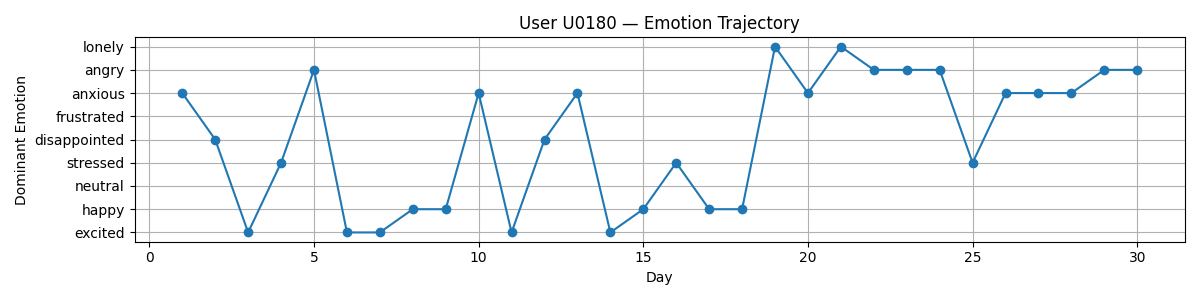 User U0180 — Emotion Trajectory
lonely
angry
anxious
frustrated
disappointed
stressed
neutral
happy
excited
Dominant Emotion
0 5 10 15 20 25 30
Day